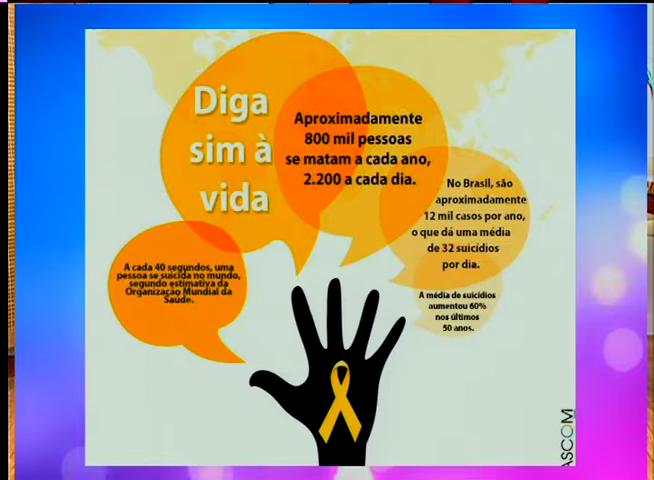 Diga
sim à
vida
Aproximadamente
800 mil pessoas
se matam a cada ano,
2.200 a cada dia.
No Brasil, são
aproximadamente
12 mil casos por ano,
o que dá uma média
de 32 suicídios
por dia.
A cada 40 segundos, uma
pessoa se suicida no mundo,
segundo estimativa da
Organização Mundial da
Saúde.
A média de suicídios
aumentou 60%
nos últimos
50 anos.
ASCOM